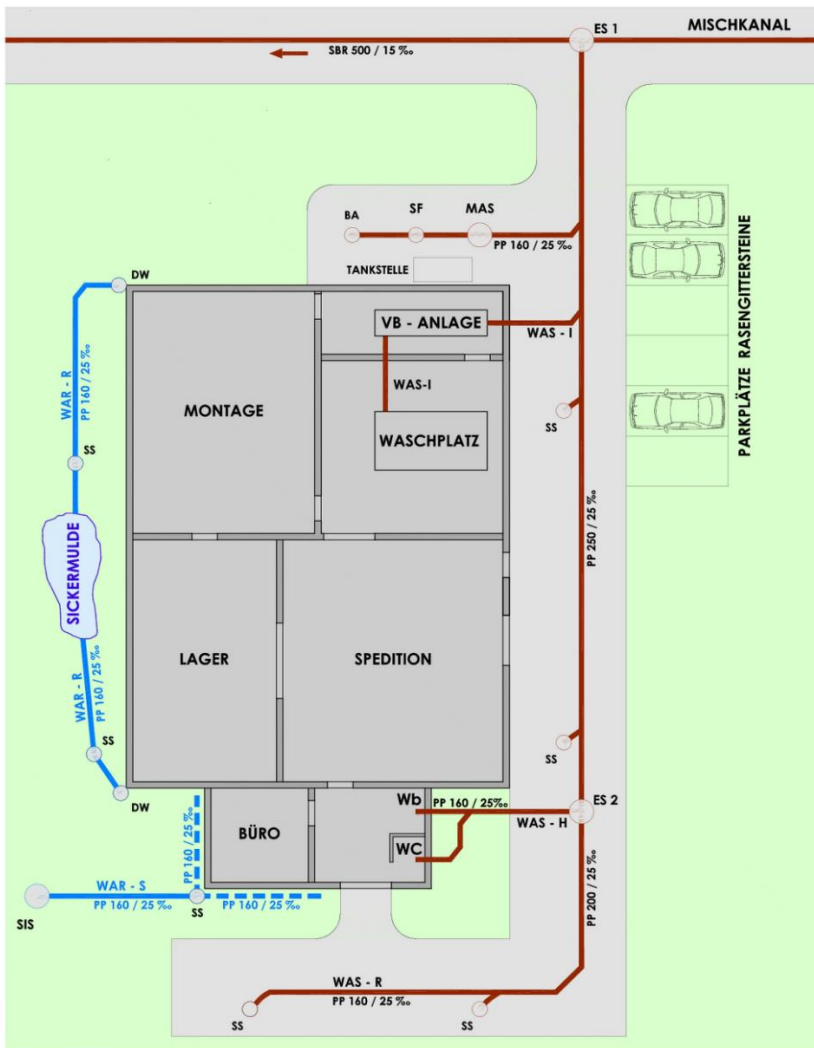 ES 1
MISCHKANAL
SBR 500 / 15 ‰
BA
SF
MAS
PP 160 / 25 ‰
TANKSTELLE
DW
VB - ANLAGE
WAS - I
WAS-I
MONTAGE
WASCHPLATZ
SS
PARKPLÄTZE RASENGITTERSTEINE
WAR - R
PP 160 / 25 ‰
SS
SICKERMULDE
PP 250 / 25 ‰
LAGER
SPEDITION
WAR - R
PP 160 / 25 ‰
SS
SS
DW
Wb
PP 160 / 25‰
ES 2
WAS - H
BÜRO
WC
PP 160 / 25 ‰
WAR - S
PP 160 / 25 ‰
PP 160 / 25 ‰
SIS
SS
PP 200 / 25 ‰
WAS - R
PP 160 / 25 ‰
SS
SS